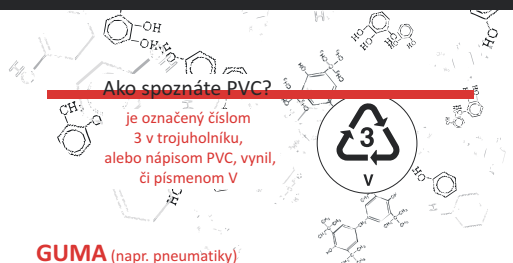 Ako spoznáte PVC?
je označený číslom
3 v trojuholníku,
alebo nápisom PVC, vynil,
či písmenom V
3
V
GUMA (napr. pneumatiky)